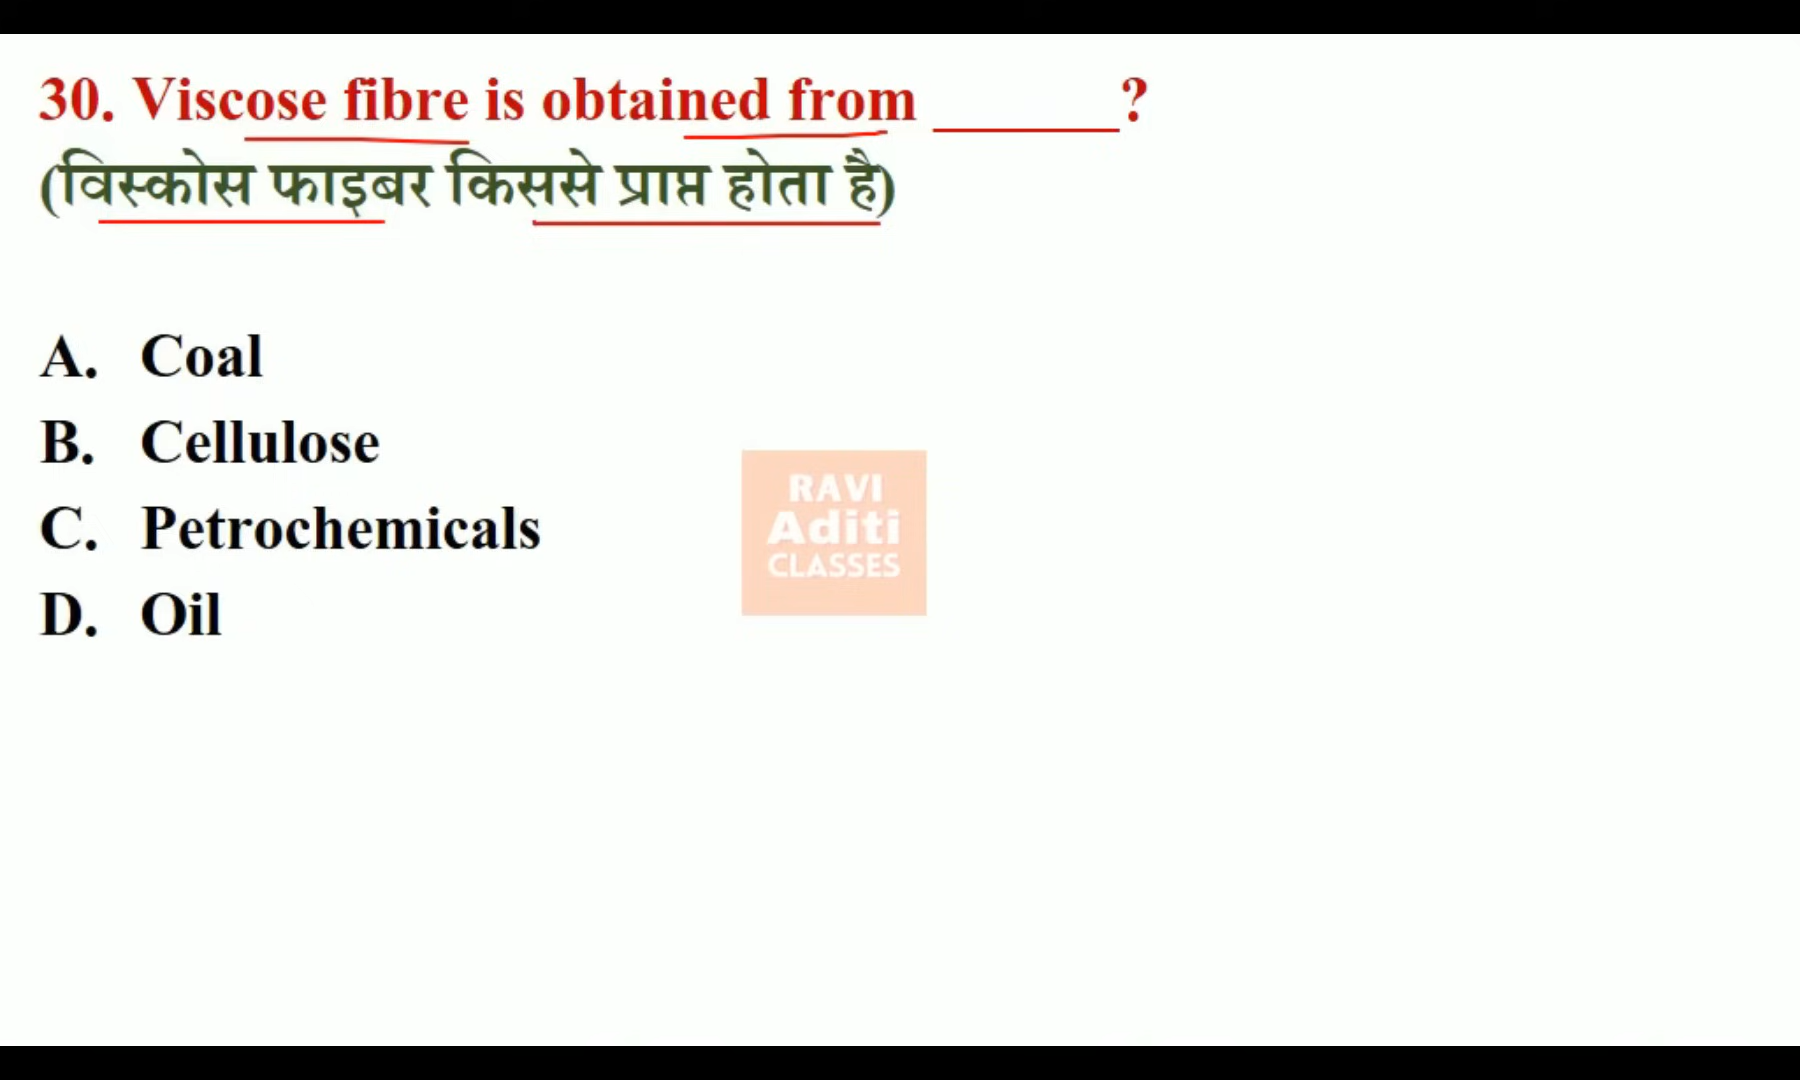 30. Viscose fibre is obtained from ______?
(विस्कोस फाइबर किससे प्राप्त होता है)
A. Coal
B. Cellulose
C. Petrochemicals
D. Oil
RAVI
Aditi
CLASSES